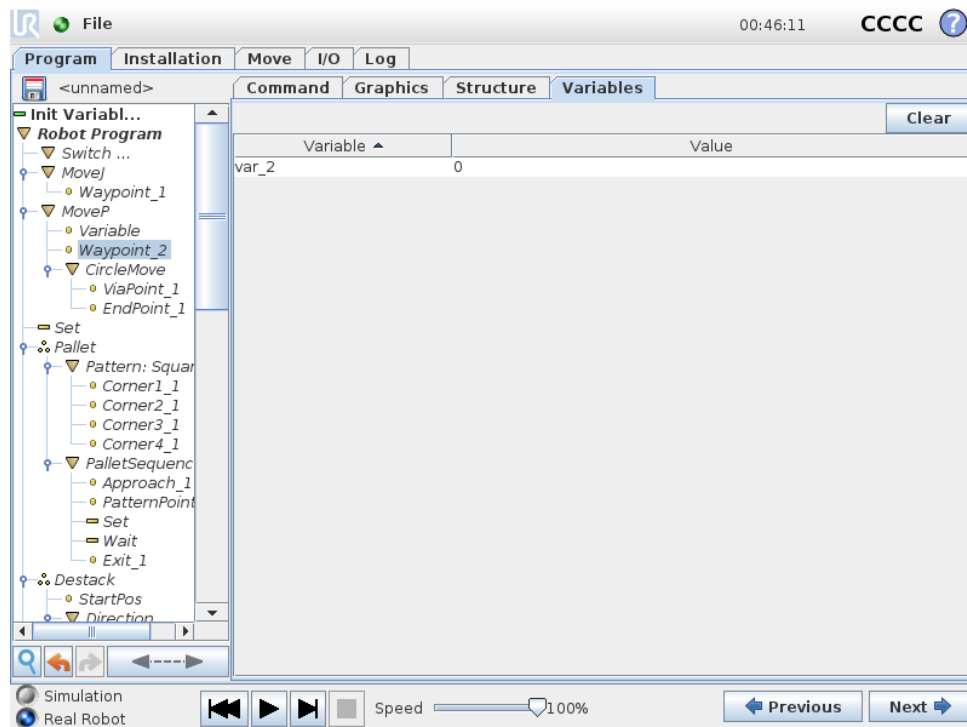 UR File 00:46:11 CCCC ?
Program Installation Move I/O Log
<unnamed> Command Graphics Structure Variables
Clear
Variable Value
var_2 0
Init Variabl...
Robot Program
Switch ...
MoveJ
Waypoint_1
MoveP
Variable
Waypoint_2
CircleMove
ViaPoint_1
EndPoint_1
Set
Pallet
Pattern: Squar
Corner1_1
Corner2_1
Corner3_1
Corner4_1
PalletSequenc
Approach_1
PatternPoint
Set
Wait
Exit_1
Destack
StartPos
Direction
Simulation
Real Robot
Speed 100%
Previous Next